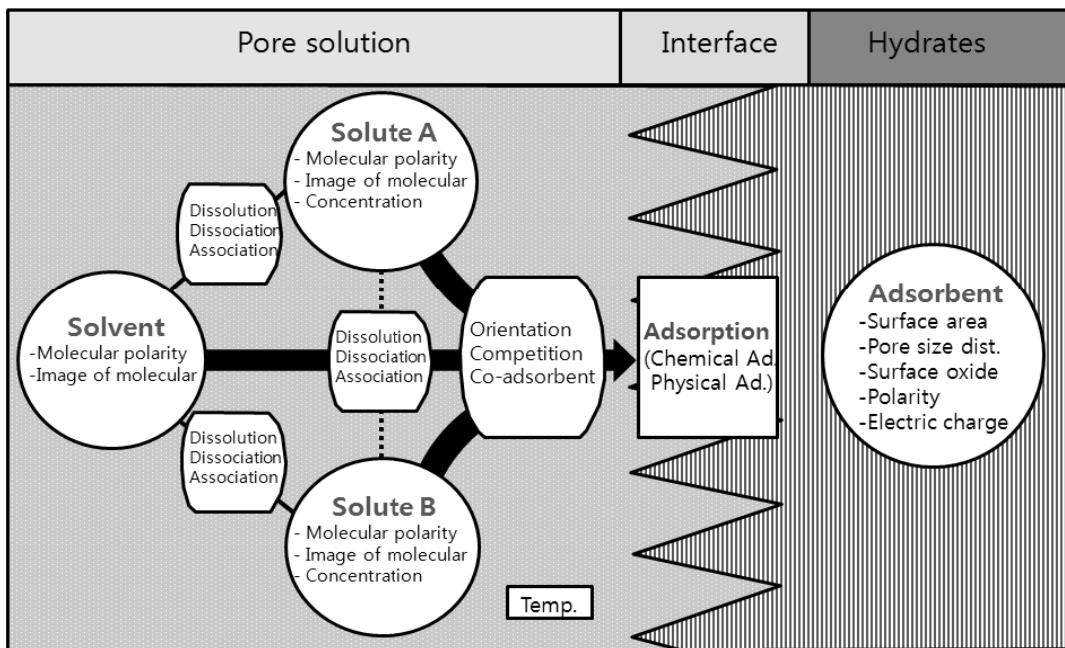 Pore solution
Interface
Hydrates
Solute A
- Molecular polarity
- Image of molecular
- Concentration
Dissolution
Dissociation
Association
Solvent
-Molecular polarity
-Image of molecular
Dissolution
Dissociation
Association
Orientation
Competition
Co-adsorbent
Adsorption
(Chemical Ad.
Physical Ad.)
Adsorbent
-Surface area
-Pore size dist.
-Surface oxide
-Polarity
-Electric charge
Dissolution
Dissociation
Association
Solute B
- Molecular polarity
- Image of molecular
- Concentration
Temp.